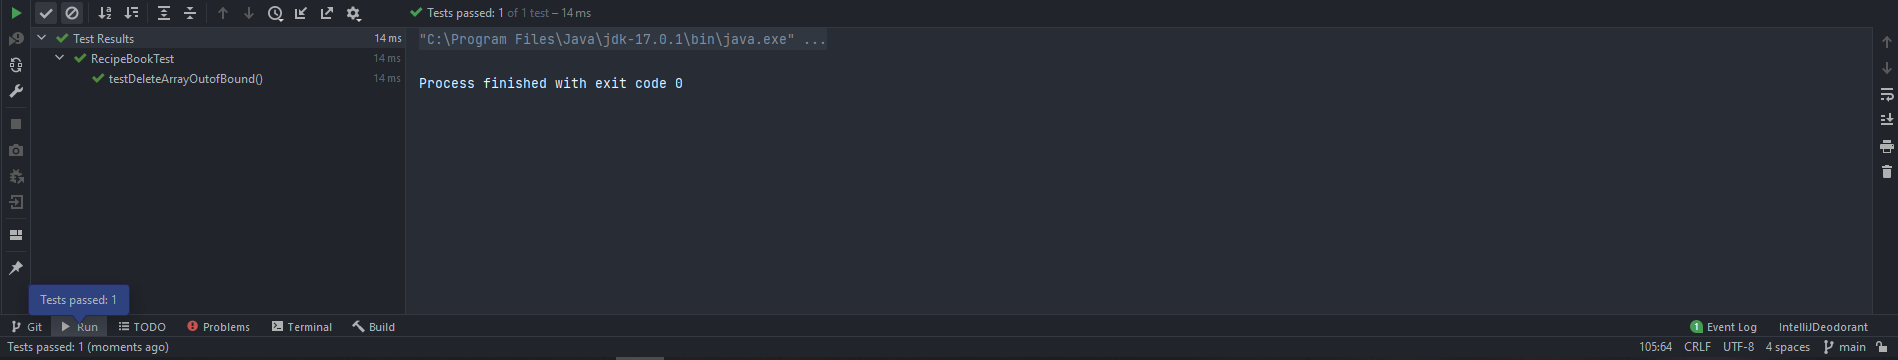 Tests passed: 1 of 1 test – 14 ms
Test Results 14 ms
RecipeBookTest 14 ms
testDeleteArrayOutofBound() 14 ms
"C:\Program Files\Java\jdk-17.0.1\bin\java.exe" ...
Process finished with exit code 0
Tests passed: 1
Git Run TODO Problems Terminal Build 1 Event Log IntelliJDeodorant
Tests passed: 1 (moments ago) 105:64 CRLF UTF-8 4 spaces main